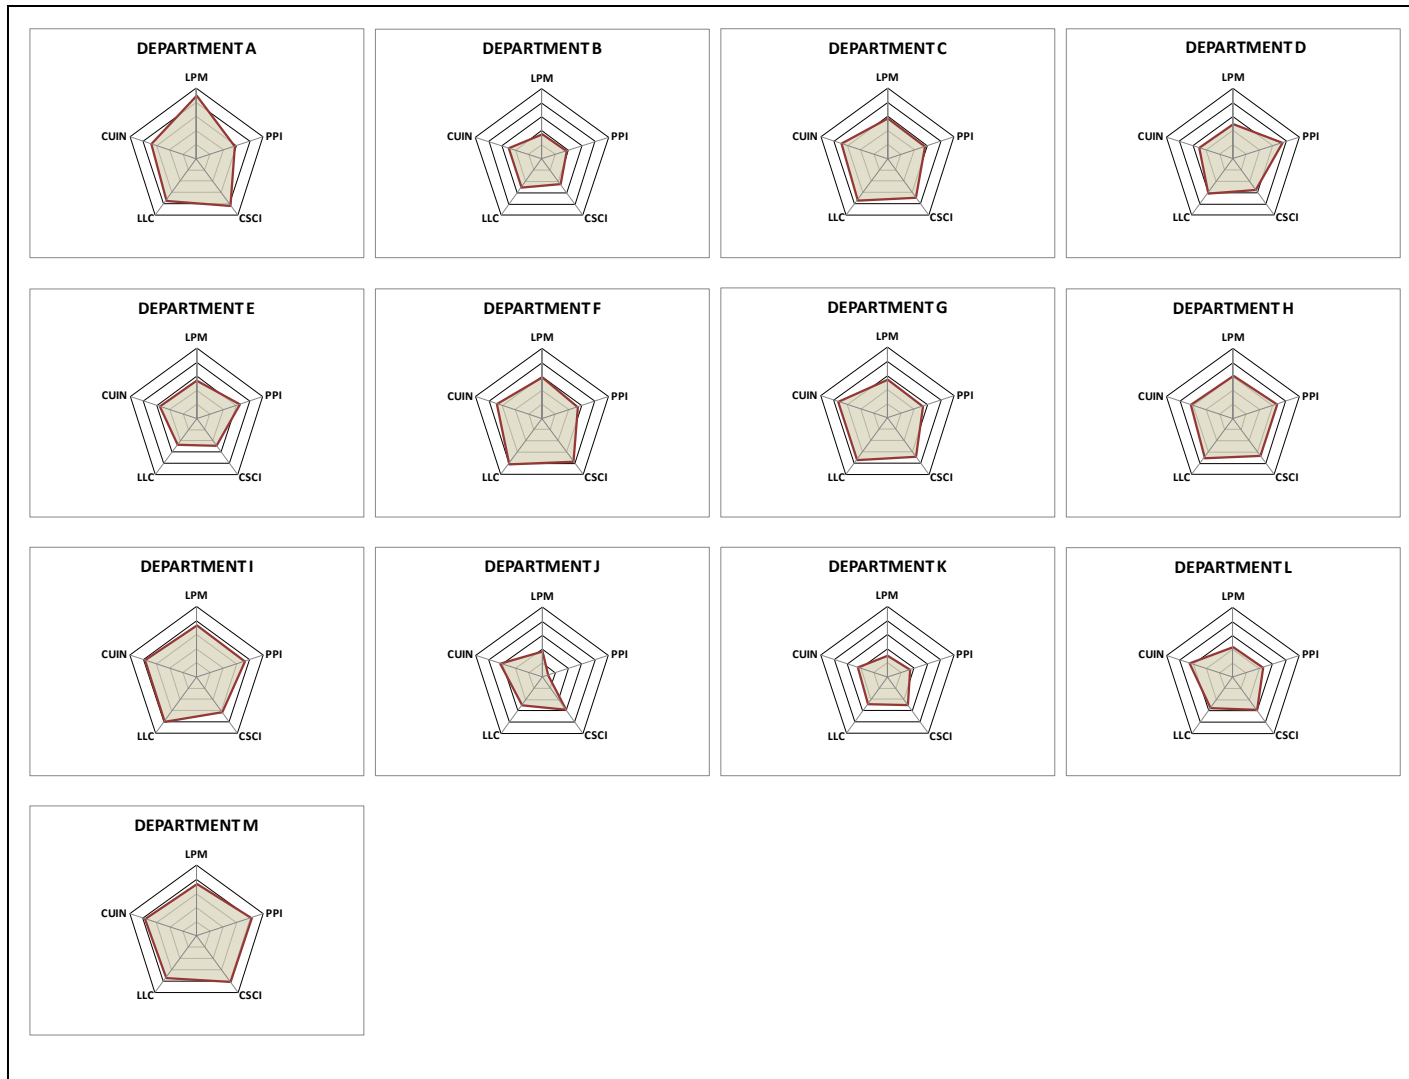 DEPARTMENT A
LPM
PPI
CSCI
LLC
CUIN
DEPARTMENT B
LPM
PPI
CSCI
LLC
CUIN
DEPARTMENT C
LPM
PPI
CSCI
LLC
CUIN
DEPARTMENT D
LPM
PPI
CSCI
LLC
CUIN
DEPARTMENT E
LPM
PPI
CSCI
LLC
CUIN
DEPARTMENT F
LPM
PPI
CSCI
LLC
CUIN
DEPARTMENT G
LPM
PPI
CSCI
LLC
CUIN
DEPARTMENT H
LPM
PPI
CSCI
LLC
CUIN
DEPARTMENT I
LPM
PPI
CSCI
LLC
CUIN
DEPARTMENT J
LPM
PPI
CSCI
LLC
CUIN
DEPARTMENT K
LPM
PPI
CSCI
LLC
CUIN
DEPARTMENT L
LPM
PPI
CSCI
LLC
CUIN
DEPARTMENT M
LPM
PPI
CSCI
LLC
CUIN